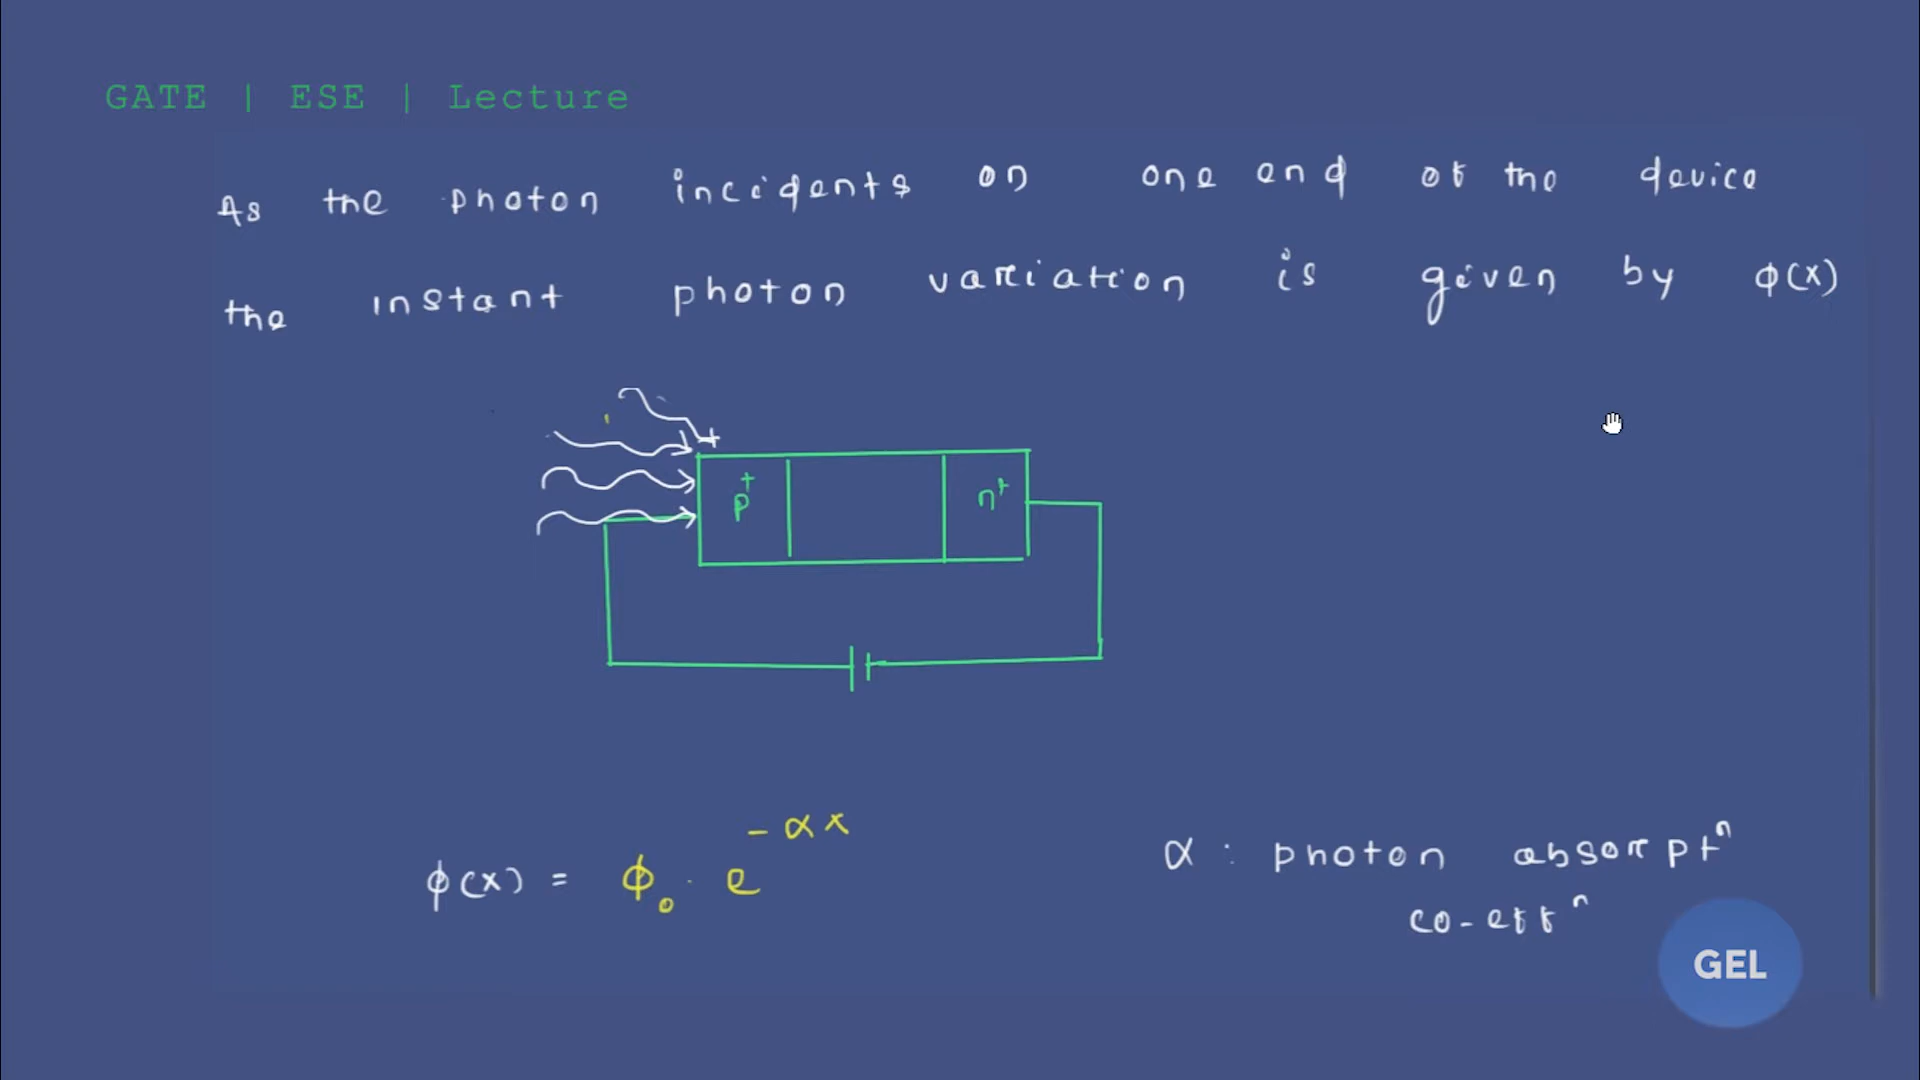 GATE | ESE | Lecture
As the photon incidents on one end of the device
the instant photon variation is given by ϕ(x)
p⁺
n⁺
ϕ(x) = ϕ₀ · e^(-αx)
α : photon absorptⁿ
co-effⁿ
GEL